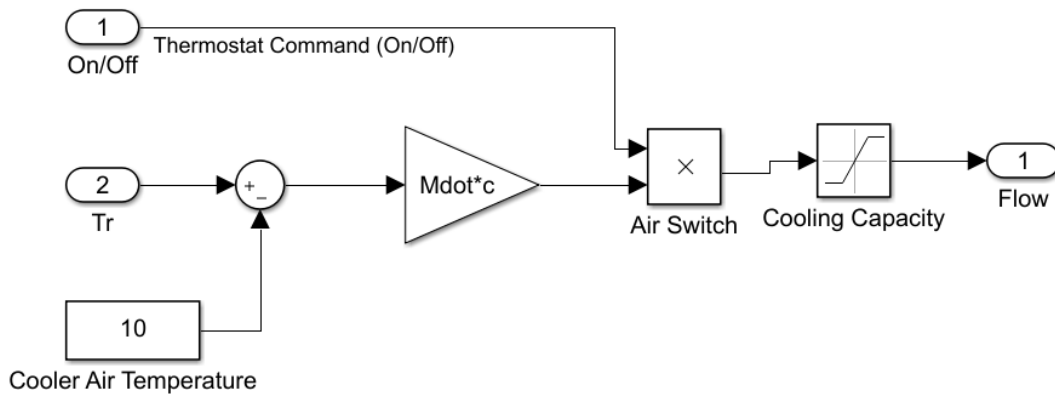 1
On/Off
Thermostat Command (On/Off)
2
Tr
+
−
Mdot*c
×
Air Switch
Cooling Capacity
1
Flow
10
Cooler Air Temperature